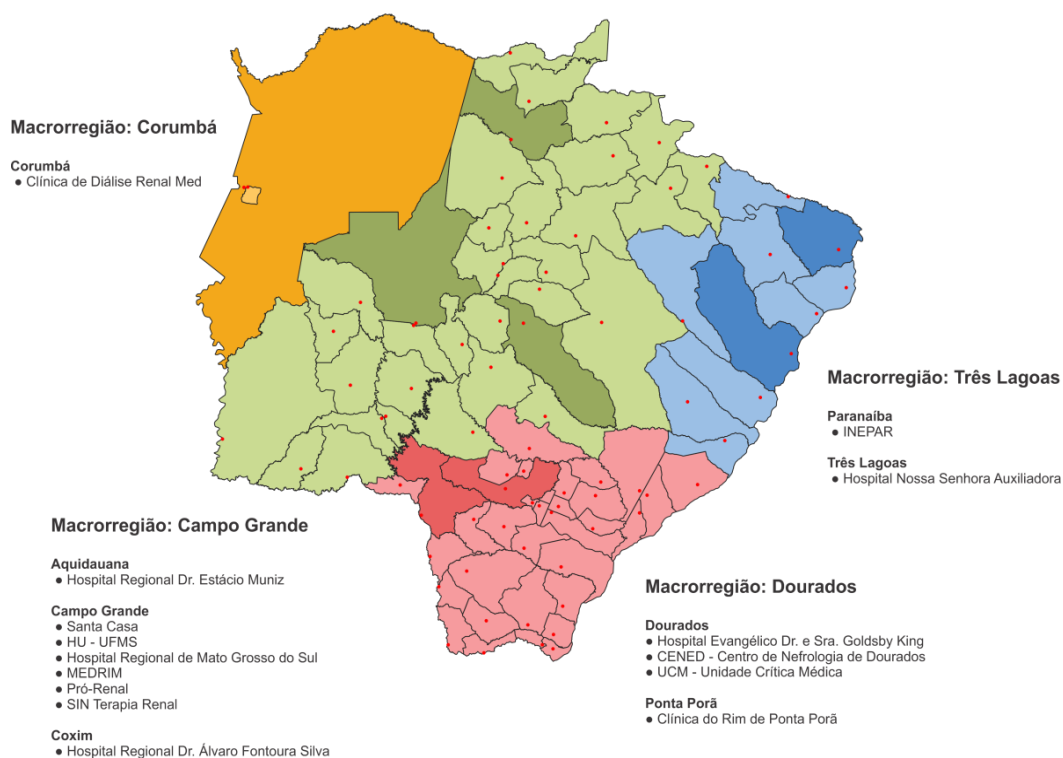 Macrorregião: Corumbá
Corumbá
● Clínica de Diálise Renal Med
Macrorregião: Três Lagoas
Paranaíba
● INEPAR
Três Lagoas
● Hospital Nossa Senhora Auxiliadora
Macrorregião: Campo Grande
Aquidauana
● Hospital Regional Dr. Estácio Muniz
Campo Grande
● Santa Casa
● HU - UFMS
● Hospital Regional de Mato Grosso do Sul
● MEDRIM
● Pró-Renal
● SIN Terapia Renal
Coxim
● Hospital Regional Dr. Álvaro Fontoura Silva
Macrorregião: Dourados
Dourados
● Hospital Evangélico Dr. e Sra. Goldsby King
● CENED - Centro de Nefrologia de Dourados
● UCM - Unidade Crítica Médica
Ponta Porã
● Clínica do Rim de Ponta Porã